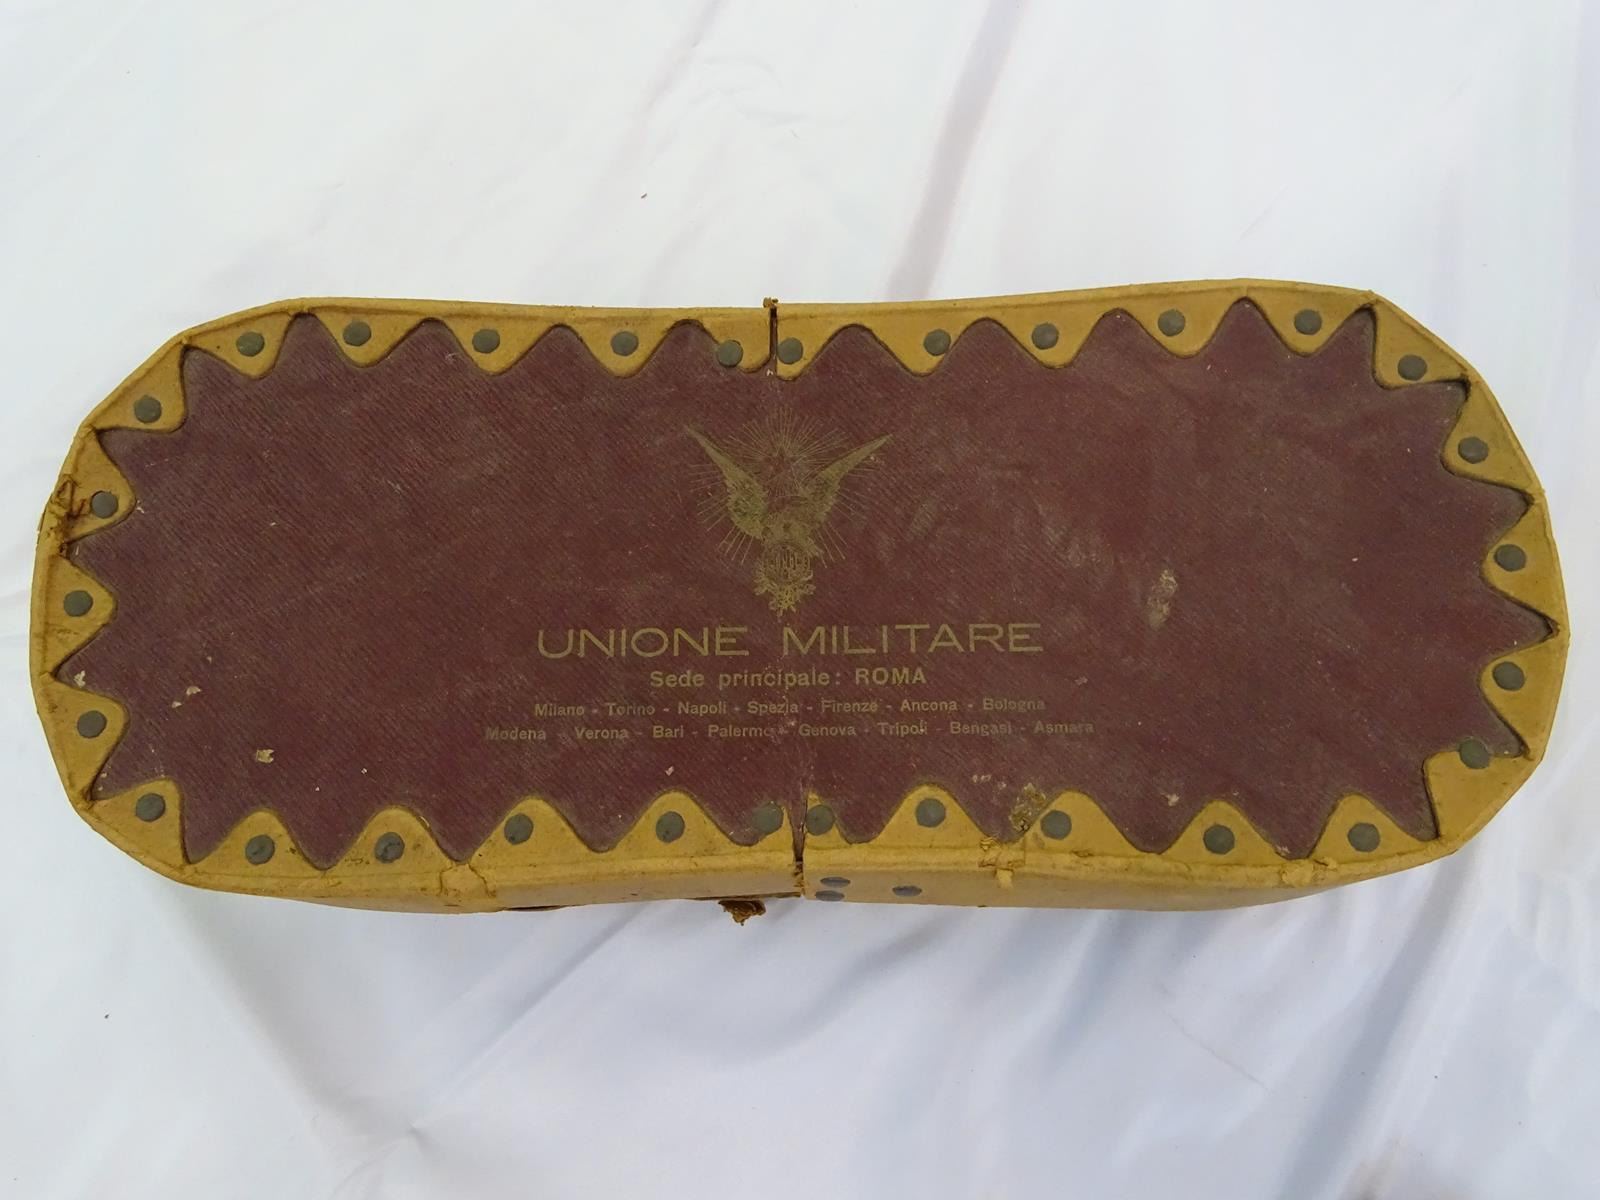 UNIONE MILITARE
Sede principale: ROMA
Milano - Torino - Napoli - Spezia - Firenze - Ancona - Bologna
Modena - Verona - Bari - Palermo - Genova - Tripoli - Bengasi - Asmara